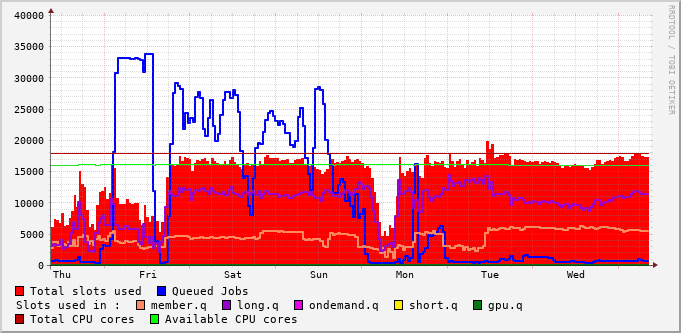 40000
35000
30000
25000
20000
15000
10000
5000
0
Thu Fri Sat Sun Mon Tue Wed
RRDTOOL / TOBI OETIKER
Total slots used Queued Jobs
Slots used in : member.q long.q ondemand.q short.q gpu.q
Total CPU cores Available CPU cores